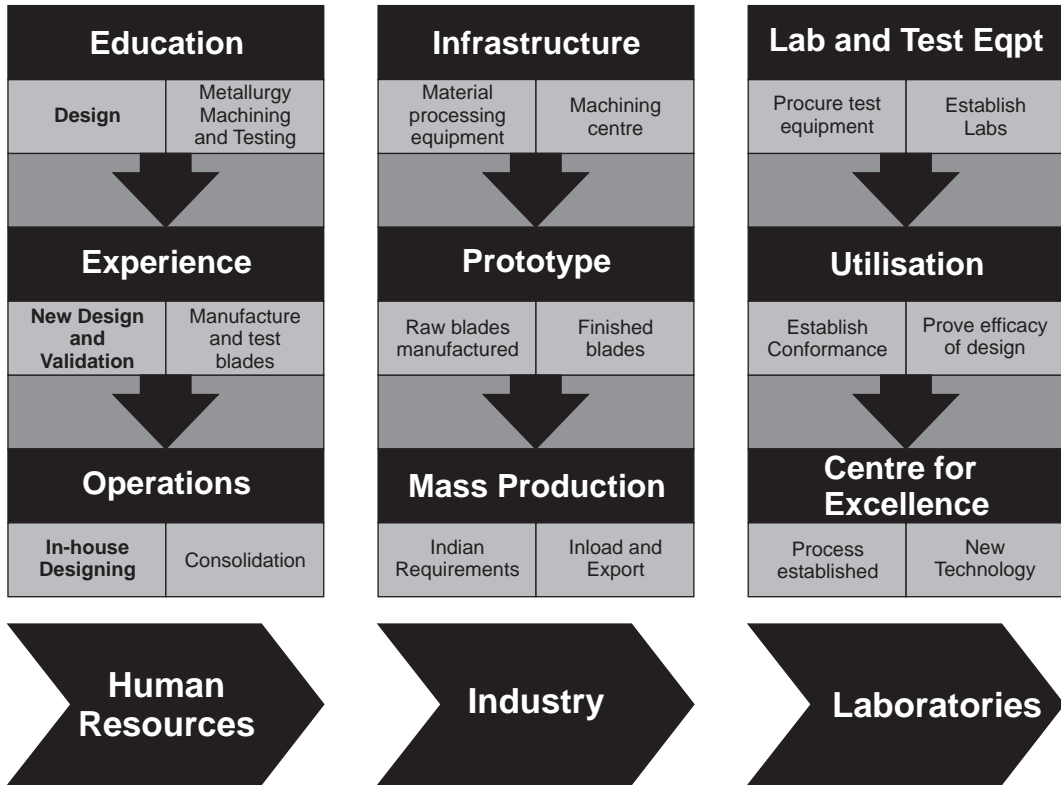 Education
Design
Metallurgy
Machining
and Testing
Experience
New Design
and
Validation
Manufacture
and test
blades
Operations
In-house
Designing
Consolidation
Human
Resources
Infrastructure
Material
processing
equipment
Machining
centre
Prototype
Raw blades
manufactured
Finished
blades
Mass Production
Indian
Requirements
Inload and
Export
Industry
Lab and Test Eqpt
Procure test
equipment
Establish
Labs
Utilisation
Establish
Conformance
Prove efficacy
of design
Centre for
Excellence
Process
established
New
Technology
Laboratories